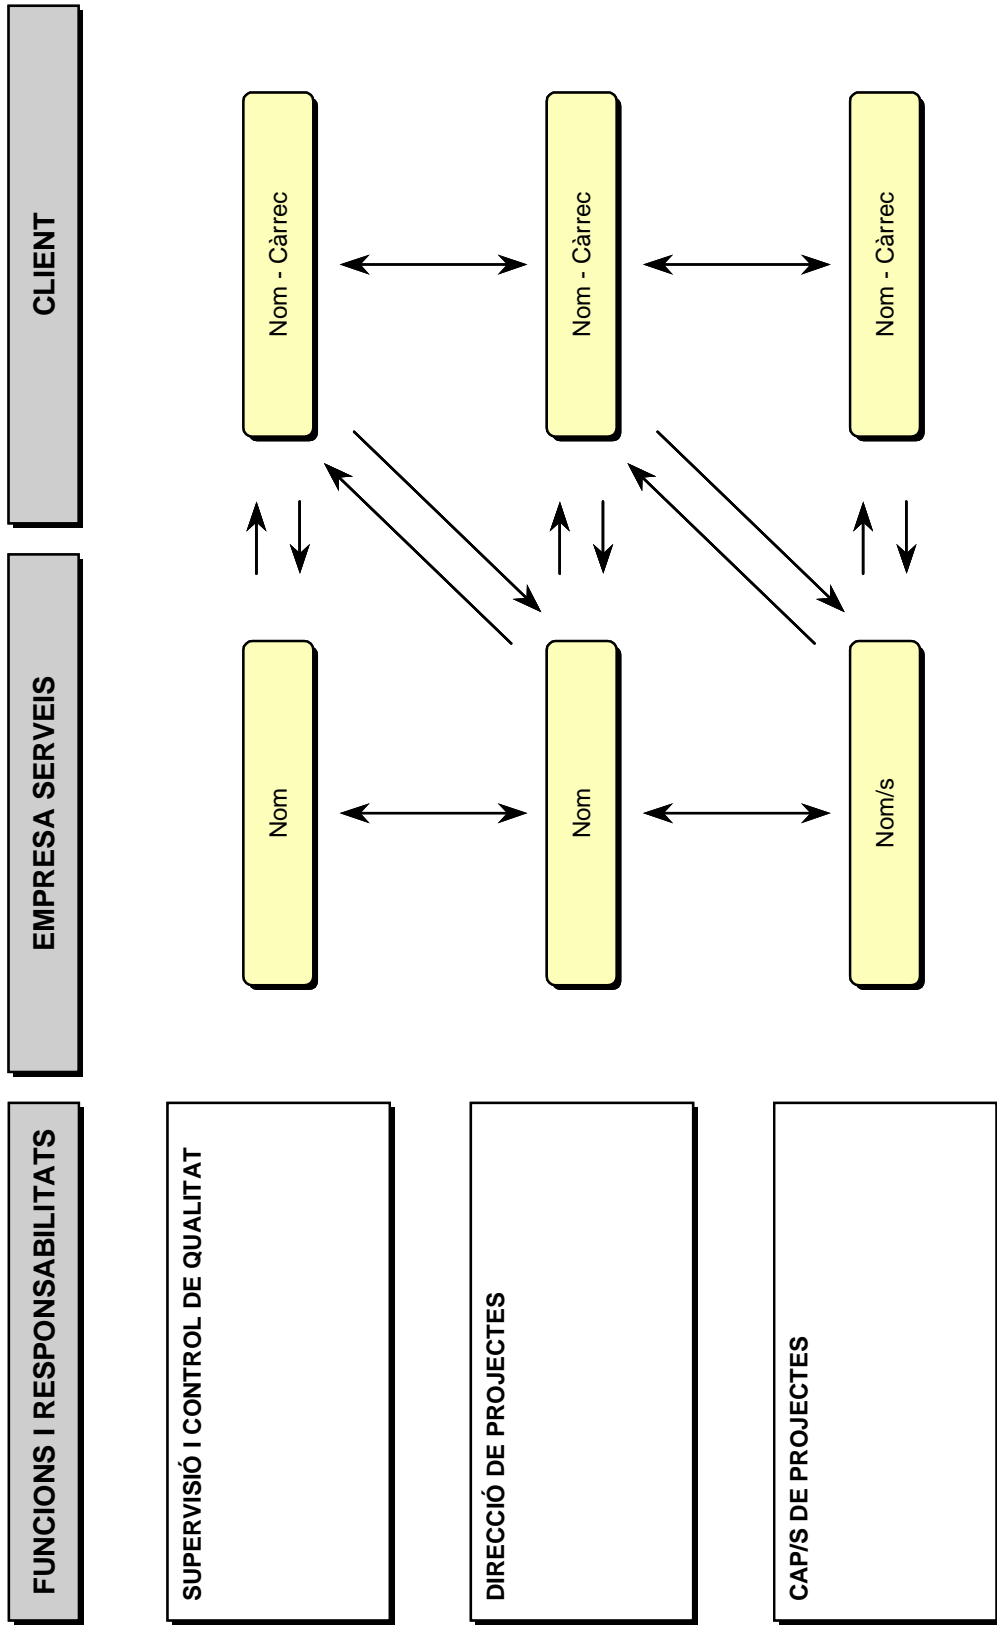 FUNCIONS I RESPONSABILITATS
EMPRESA SERVEIS
CLIENT
SUPERVISIÓ I CONTROL DE QUALITAT
Nom
Nom - Càrrec
DIRECCIÓ DE PROJECTES
Nom
Nom - Càrrec
CAP/S DE PROJECTES
Nom/s
Nom - Càrrec